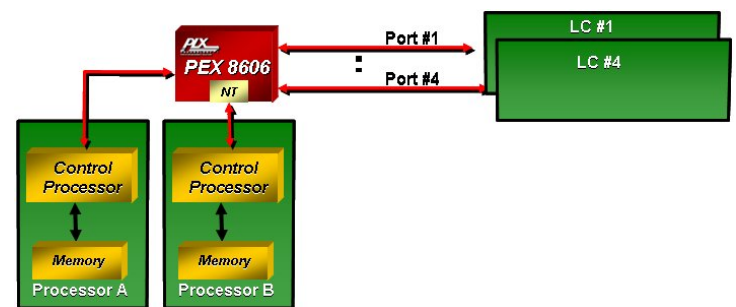 PLX
PEX 8606
NT
Port #1
:
Port #4
LC #1
LC #4
Control
Processor
Memory
Processor A
Control
Processor
Memory
Processor B